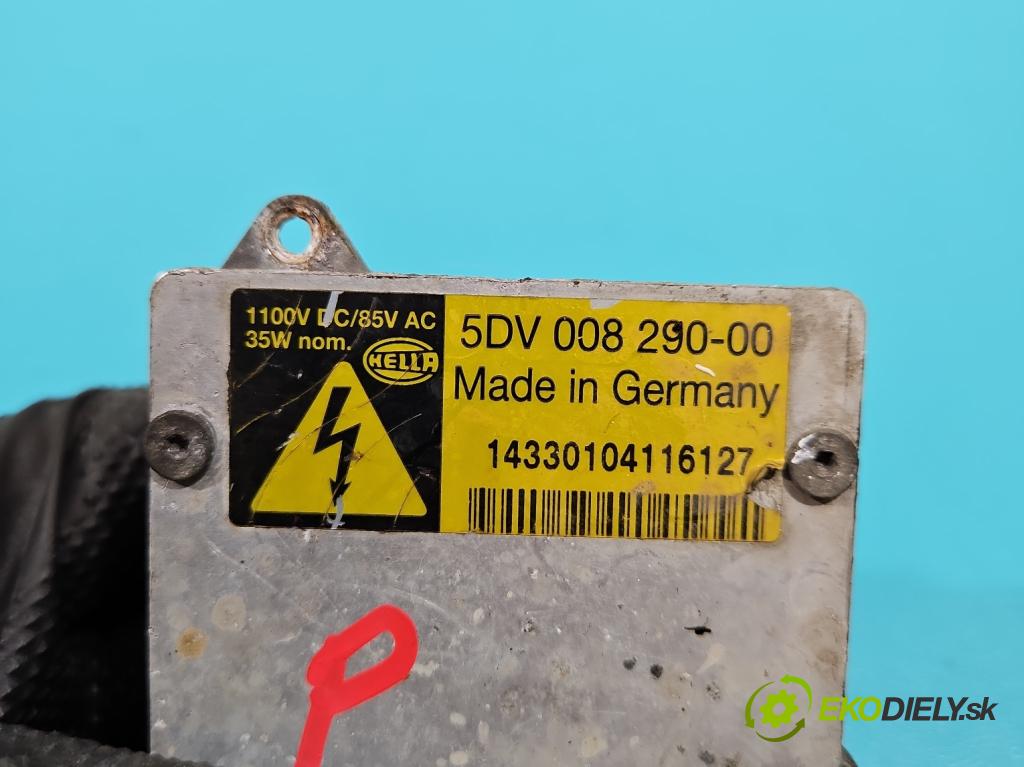 1100V DC/85V AC
35W nom.
HELLA
5DV 008 290-00
Made in Germany
14330104116127
P
EKODIELY.sk